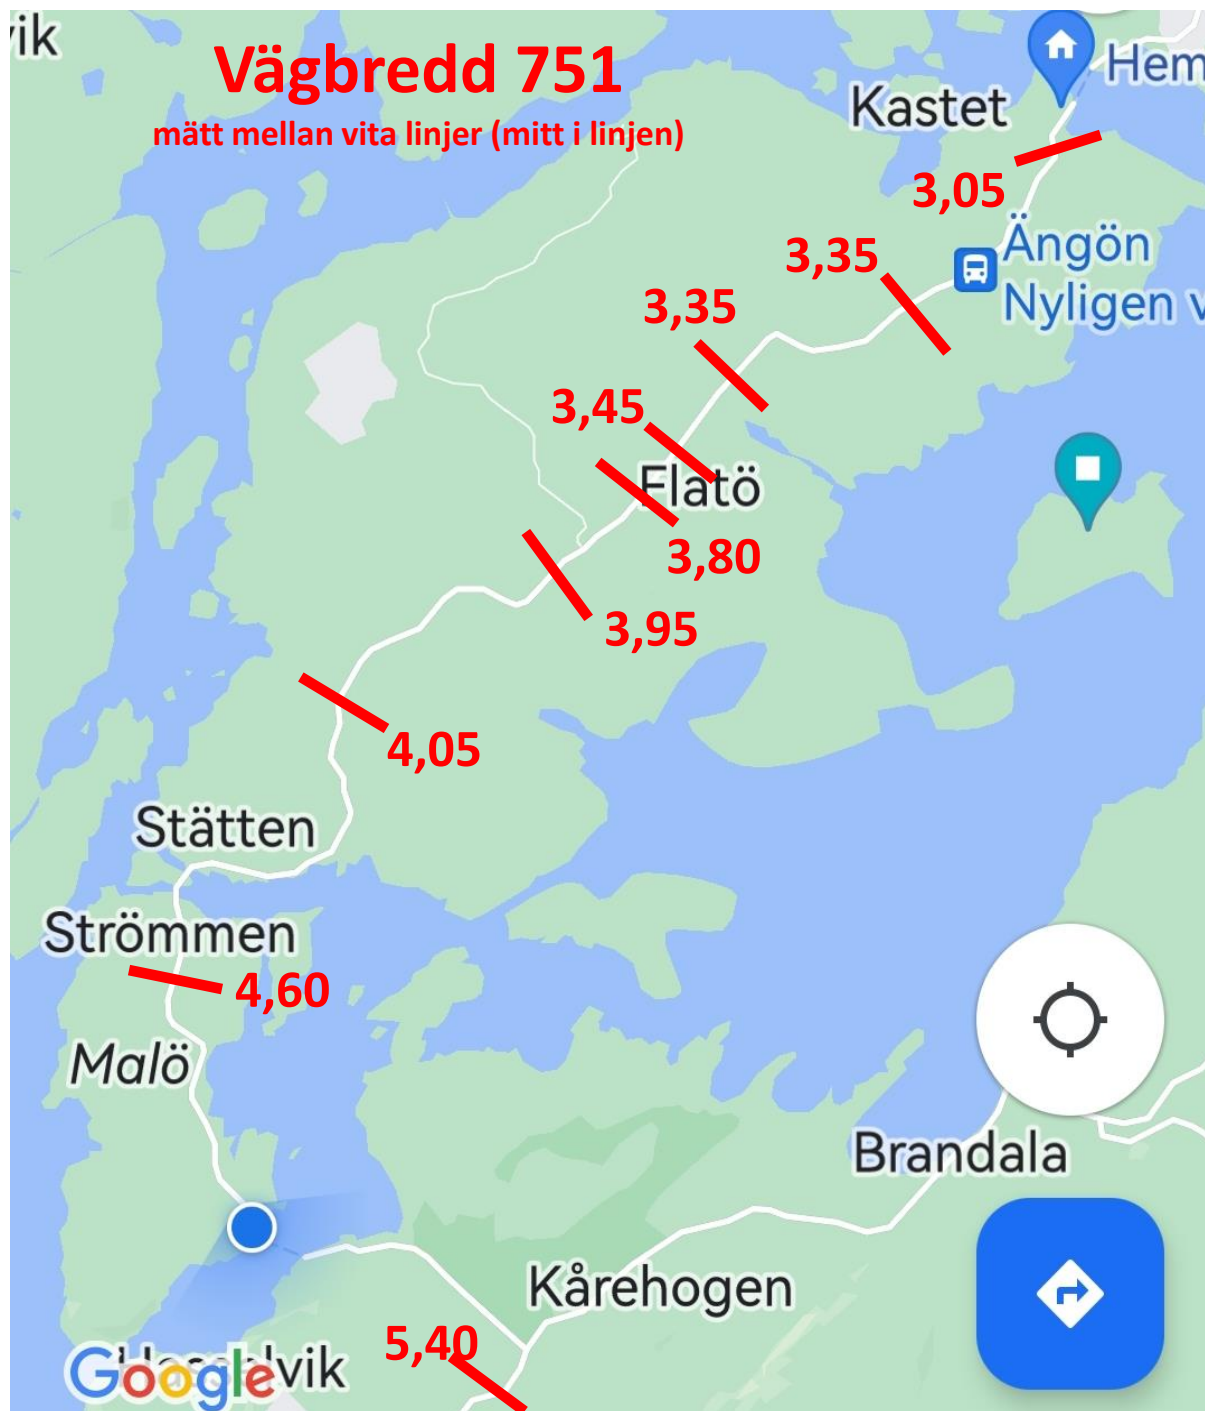 vik
Vägbredd 751
mätt mellan vita linjer (mitt i linjen)
Hem
Kastet
3,05
Ängön
Nyligen v
3,35
3,35
3,45
Flatö
3,80
3,95
4,05
Stätten
Strömmen
4,60
Malö
Brandala
Kårehogen
5,40
Google